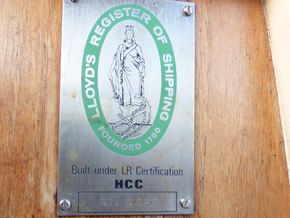 LLOYD'S REGISTER OF SHIPPING
FOUNDED 1760
Built under LR Certification
HCC